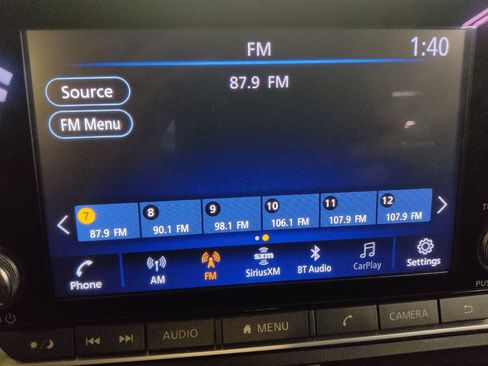 FM
1:40
Source
87.9 FM
FM Menu
7 8 9 10 11 12
87.9 FM 90.1 FM 98.1 FM 106.1 FM 107.9 FM 107.9 FM
Phone AM FM sxm SiriusXM BT Audio CarPlay Settings
AUDIO MENU CAMERA